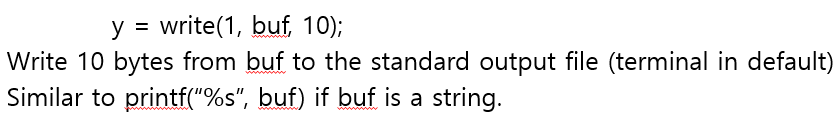 y = write(1, buf, 10);
Write 10 bytes from buf to the standard output file (terminal in default)
Similar to printf(“%s”, buf) if buf is a string.